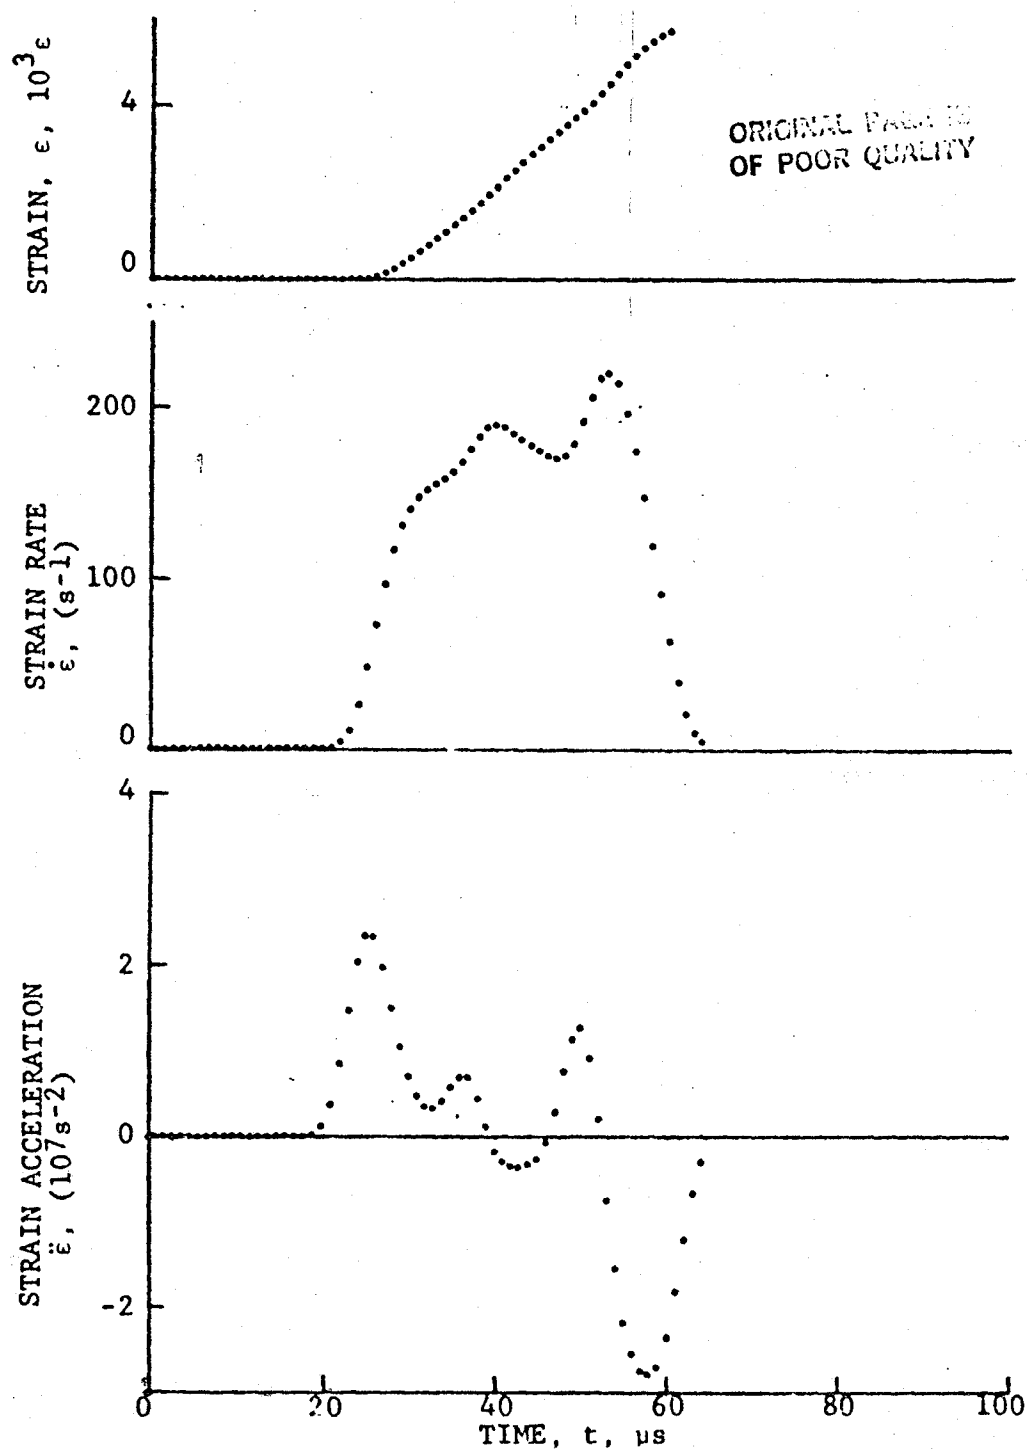 STRAIN, ε, 10³ε
4
0
ORIGINAL PAGE IS
OF POOR QUALITY
STRAIN RATE
ε̇, (s-1)
200
100
0
STRAIN ACCELERATION
ε̈, (10⁷s-2)
4
2
0
-2
0 20 40 60 80 100
TIME, t, μs